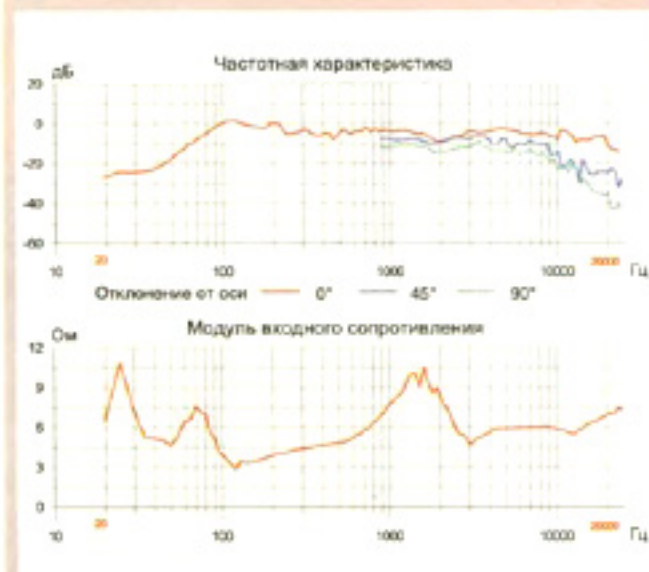 Частотная характеристика
дБ
20
0
-20
-40
-60
20
20000
10 100 1000 10000 Гц
Отклонение от оси 0° 45° 90°
Модуль входного сопротивления
Ом
12
9
6
3
0
20
20000
10 100 1000 10000 Гц